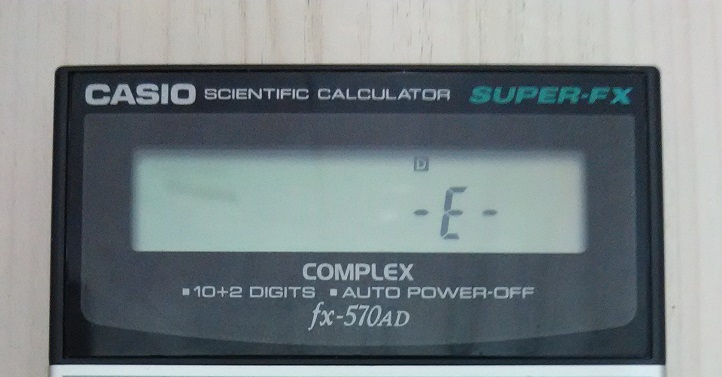 CASIO SCIENTIFIC CALCULATOR SUPER-FX
D
-E-
COMPLEX
▪10+2 DIGITS ▪AUTO POWER-OFF
fx-570AD